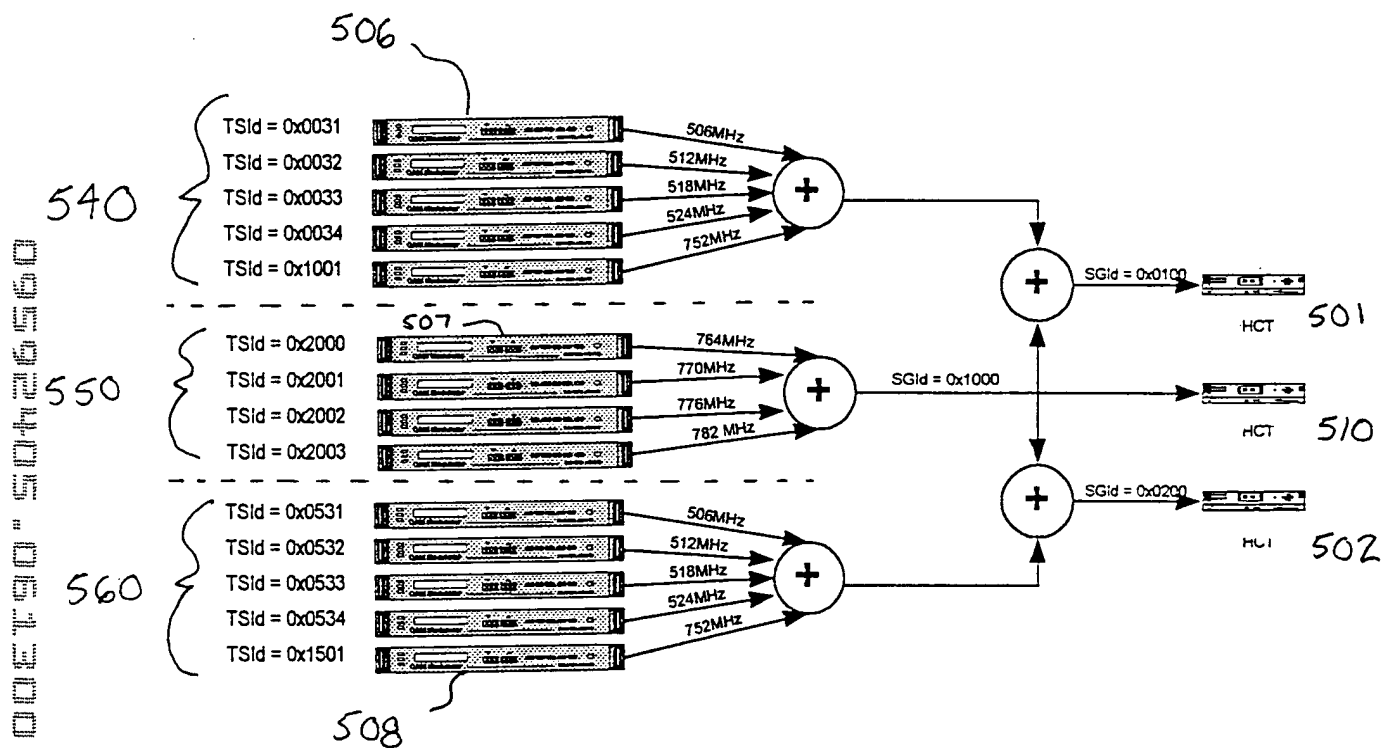 506
TSId = 0x0031
506MHz
TSId = 0x0032
512MHz
TSId = 0x0033
518MHz
540
TSId = 0x0034
524MHz
TSId = 0x1001
752MHz
SGid = 0x0100
HCT
501
507
TSId = 0x2000
764MHz
TSId = 0x2001
770MHz
550
SGid = 0x1000
TSId = 0x2002
776MHz
HCT
510
TSId = 0x2003
782 MHz
SGid = 0x0200
HCT
502
TSId = 0x0531
506MHz
TSId = 0x0532
512MHz
TSId = 0x0533
518MHz
560
TSId = 0x0534
524MHz
TSId = 0x1501
752MHz
508
09592405.061300